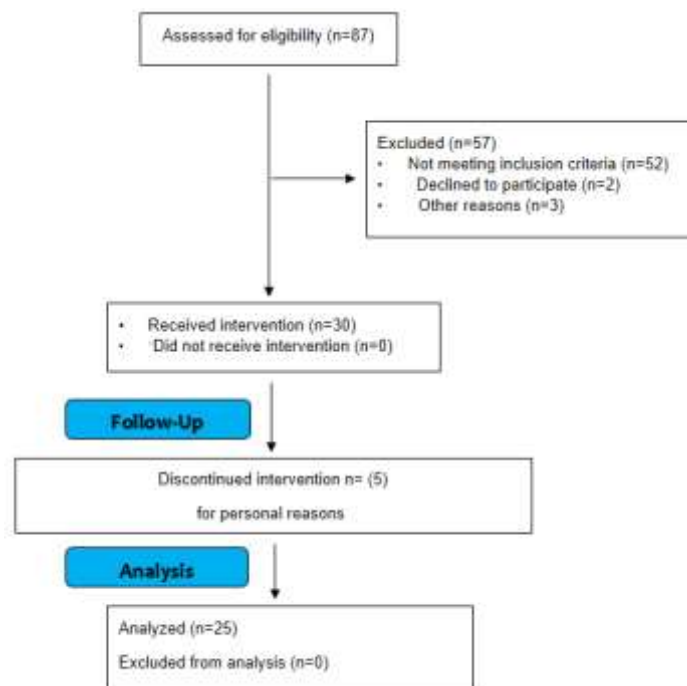 Assessed for eligibility (n=87)
Excluded (n=57)
• Not meeting inclusion criteria (n=52)
• Declined to participate (n=2)
• Other reasons (n=3)
• Received intervention (n=30)
• Did not receive intervention (n=0)
Follow-Up
Discontinued intervention n= (5)
for personal reasons
Analysis
Analyzed (n=25)
Excluded from analysis (n=0)